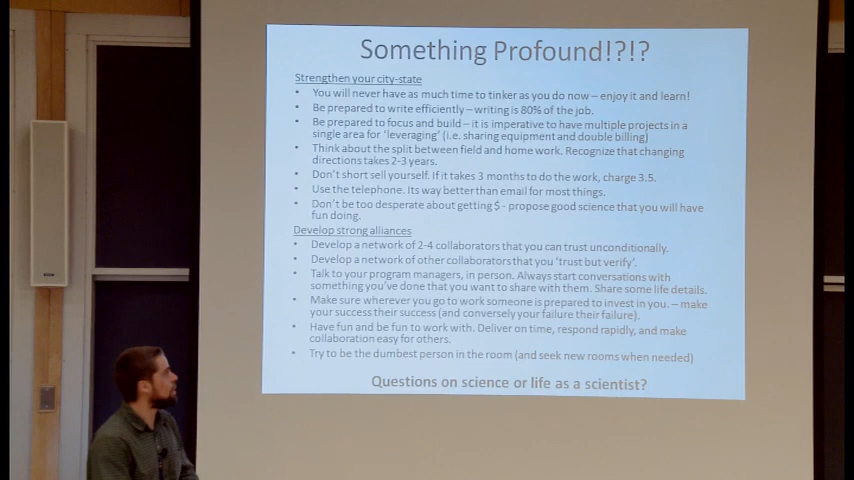 Something Profound!?!?
Strengthen your city-state
• You will never have as much time to tinker as you do now – enjoy it and learn!
• Be prepared to write efficiently – writing is 80% of the job.
• Be prepared to focus and build – it is imperative to have multiple projects in a
single area for 'leveraging' (i.e. sharing equipment and double billing)
• Think about the split between field and home work. Recognize that changing
directions takes 2-3 years.
• Don't short sell yourself. If it takes 3 months to do the work, charge 3.5.
• Use the telephone. Its way better than email for most things.
• Don't be too desperate about getting $ - propose good science that you will have
fun doing.
Develop strong alliances
• Develop a network of 2-4 collaborators that you can trust unconditionally.
• Develop a network of other collaborators that you 'trust but verify'.
• Talk to your program managers, in person. Always start conversations with
something you've done that you want to share with them. Share some life details.
• Make sure wherever you go to work someone is prepared to invest in you. – make
your success their success (and conversely your failure their failure).
• Have fun and be fun to work with. Deliver on time, respond rapidly, and make
collaboration easy for others.
• Try to be the dumbest person in the room (and seek new rooms when needed)
Questions on science or life as a scientist?